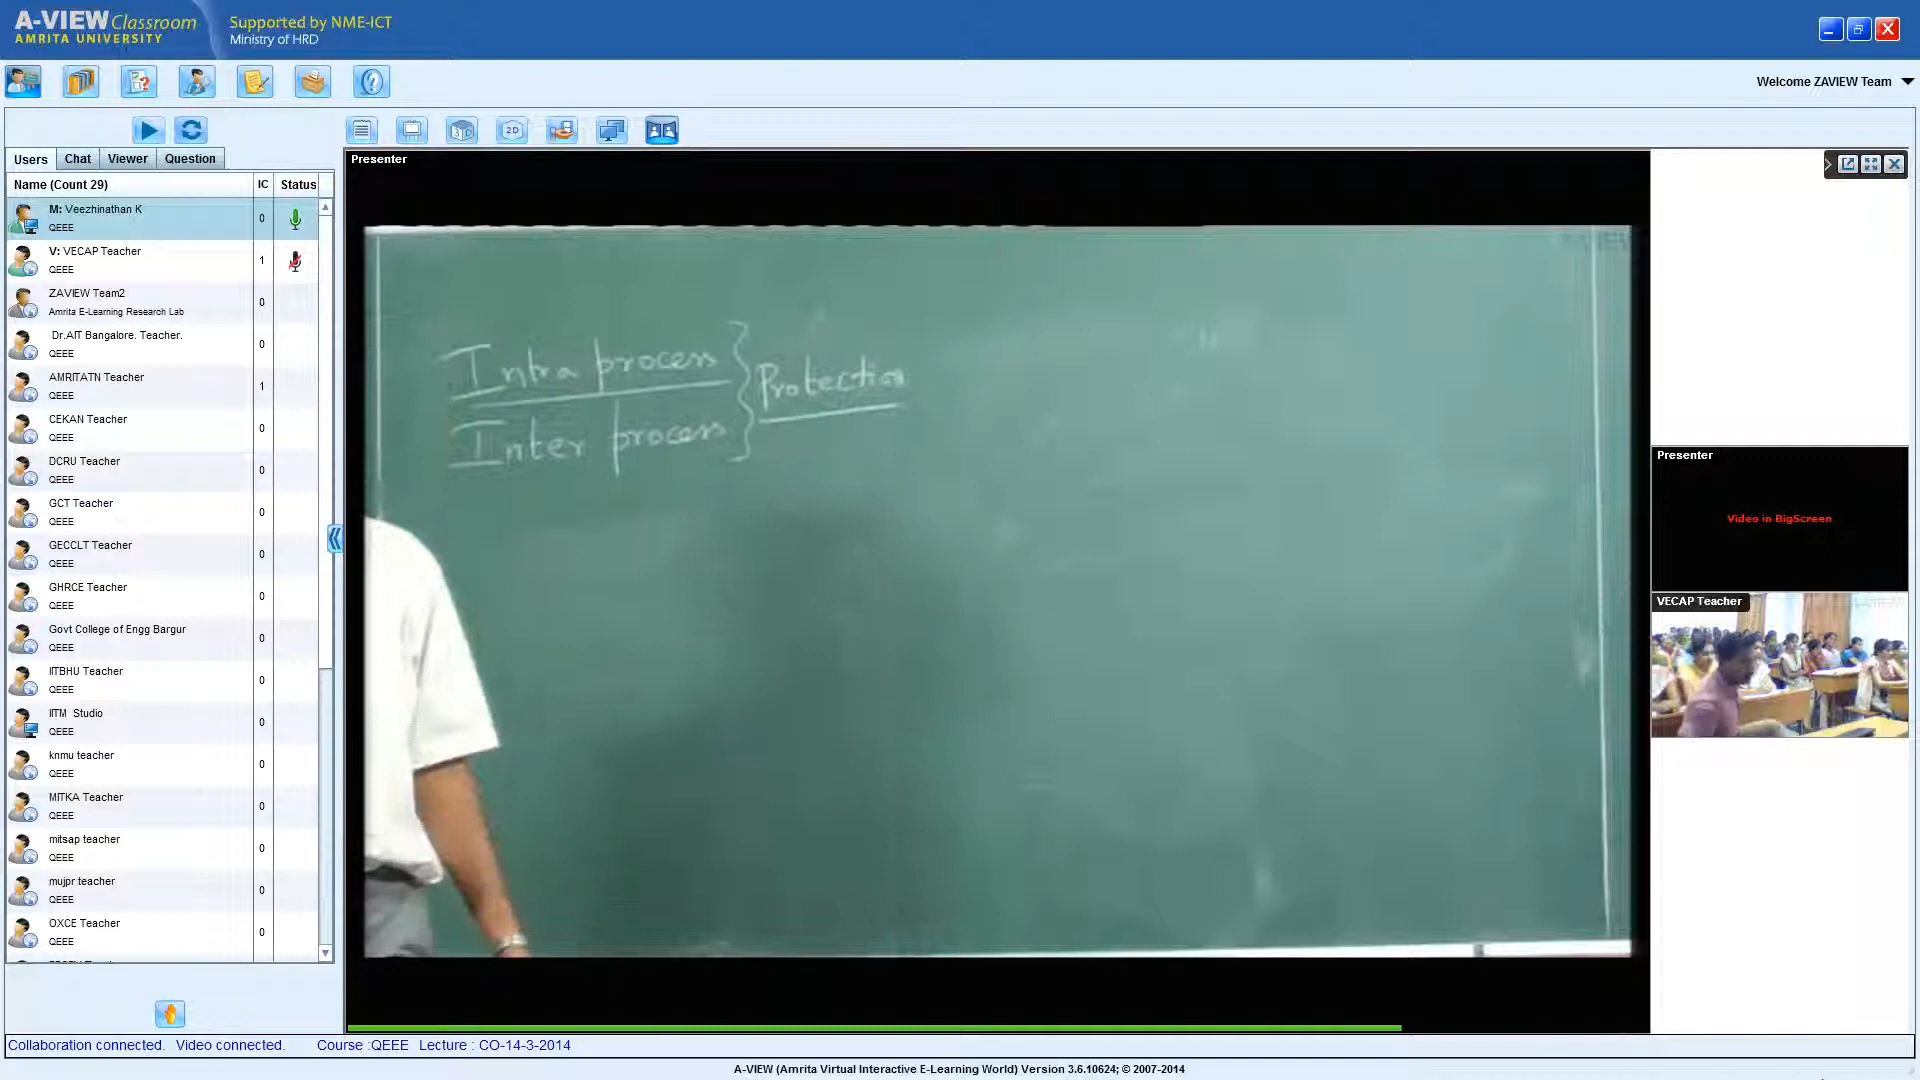 A-VIEW Classroom
AMRITA UNIVERSITY
Supported by NME-ICT
Ministry of HRD
Welcome ZAVIEW Team
3D
2D
Users Chat Viewer Question
Name (Count 29) IC Status
M: Veezhinathan K
QEEE
0
V: VECAP Teacher
QEEE
1
ZAVIEW Team2
Amrita E-Learning Research Lab
0
Dr.AIT Bangalore. Teacher.
QEEE
0
AMRITATN Teacher
QEEE
1
CEKAN Teacher
QEEE
0
DCRU Teacher
QEEE
0
GCT Teacher
QEEE
0
GECCLT Teacher
QEEE
0
GHRCE Teacher
QEEE
0
Govt College of Engg Bargur
QEEE
0
IITBHU Teacher
QEEE
0
IITM Studio
QEEE
0
knmu teacher
QEEE
0
MITKA Teacher
QEEE
0
mitsap teacher
QEEE
0
mujpr teacher
QEEE
0
OXCE Teacher
QEEE
0
Presenter
Intra process
Inter process
Protection
Presenter
Video in BigScreen
VECAP Teacher
Collaboration connected. Video connected. Course :QEEE Lecture : CO-14-3-2014
A-VIEW (Amrita Virtual Interactive E-Learning World) Version 3.6.10624; © 2007-2014